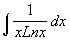 ∫ 1/(xLnx) dx